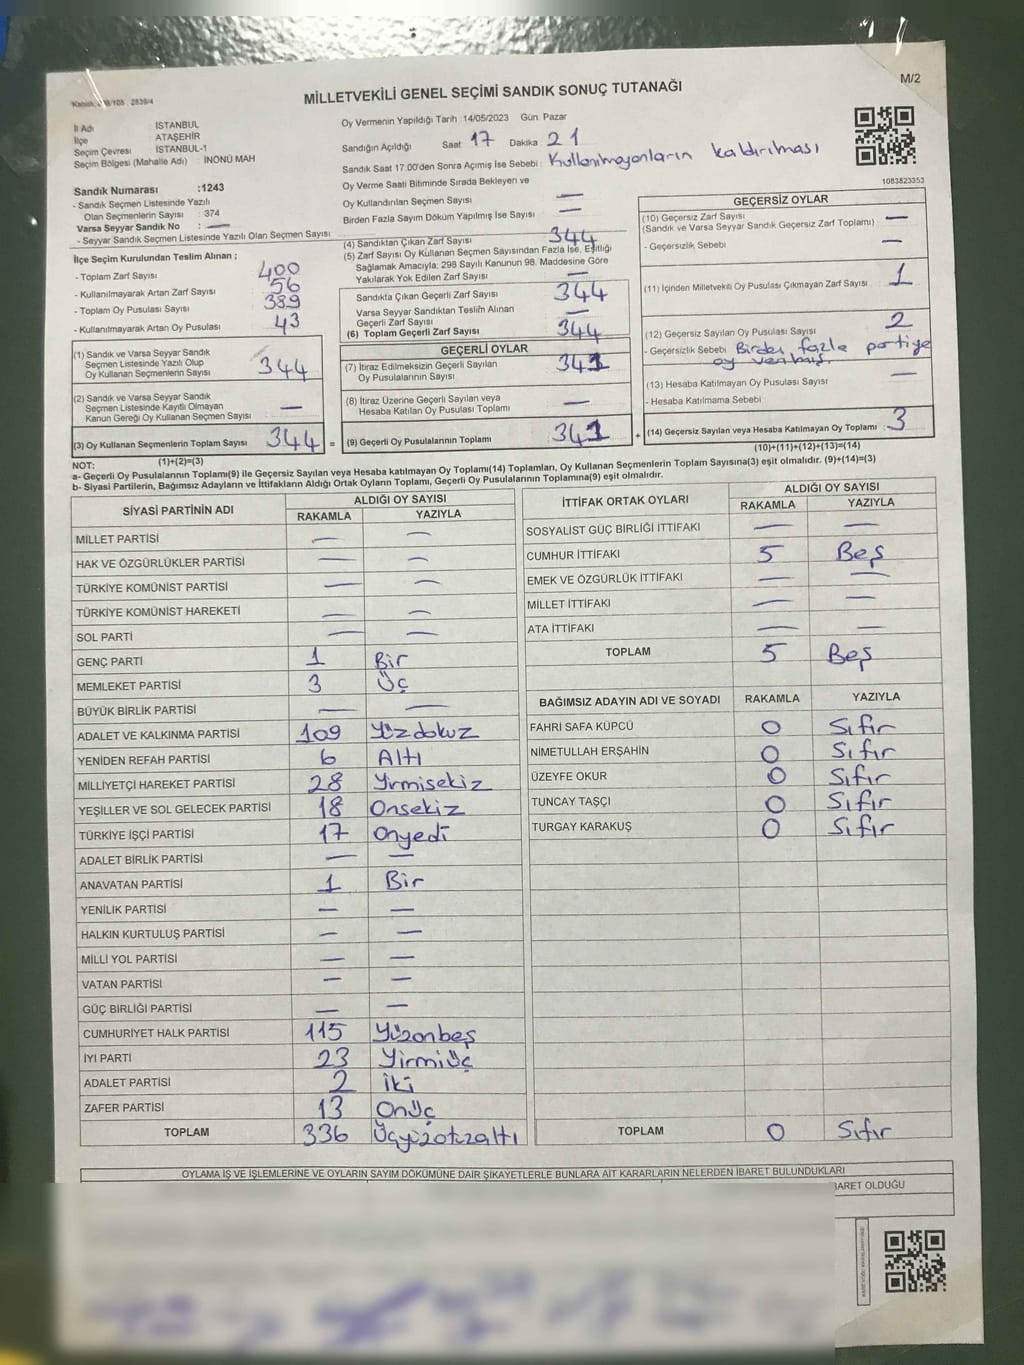 M/2
MİLLETVEKİLİ GENEL SEÇİMİ SANDIK SONUÇ TUTANAĞI
İl Adı İSTANBUL
İlçe ATAŞEHİR
Seçim Çevresi İSTANBUL-1
Seçim Bölgesi (Mahalle Adı) : İNÖNÜ MAH
Oy Vermenin Yapıldığı Tarih :14/05/2023 Gün Pazar
Sandığın Açıldığı Saat: 17 Dakika: 21
Sandık Saat 17.00'den Sonra Açımış İse Sebebi : Kullanılmayanların kaldırılması
1083823353
Sandık Numarası :1243
- Sandık Seçmen Listesinde Yazılı
Olan Seçmenlerin Sayısı : 374
Varsa Seyyar Sandık No : —
- Seyyar Sandık Seçmen Listesinde Yazılı Olan Seçmen Sayısı
Oy Verme Saati Bitiminde Sırada Bekleyen ve
Oy Kullandırılan Seçmen Sayısı —
Birden Fazla Sayım Döküm Yapılmış İse Sayısı —
İlçe Seçim Kurulundan Teslim Alınan ;
- Toplam Zarf Sayısı 400
- Kullanılmayarak Artan Zarf Sayısı 56
- Toplam Oy Pusulası Sayısı 389
- Kullanılmayarak Artan Oy Pusulası 43
(1) Sandık ve Varsa Seyyar Sandık
Seçmen Listesinde Yazılı Olup
Oy Kullanan Seçmenlerin Sayısı 344
(2) Sandık ve Varsa Seyyar Sandık
Seçmen Listesinde Kayıtlı Olmayan
Kanun Gereği Oy Kullanan Seçmen Sayısı —
(3) Oy Kullanan Seçmenlerin Toplam Sayısı 344 =
(1)+(2)=(3)
(4) Sandıktan Çıkan Zarf Sayısı 344
(5) Zarf Sayısı Oy Kullanan Seçmen Sayısından Fazla İse, Eşitliği
Sağlamak Amacıyla; 298 Sayılı Kanunun 98. Maddesine Göre
Yakılarak Yok Edilen Zarf Sayısı —
Sandıkta Çıkan Geçerli Zarf Sayısı 344
Varsa Seyyar Sandıktan Teslim Alınan
Geçerli Zarf Sayısı —
(6) Toplam Geçerli Zarf Sayısı 344
GEÇERLİ OYLAR
(7) İtiraz Edilmeksizin Geçerli Sayılan
Oy Pusulalarının Sayısı 341
(8) İtiraz Üzerine Geçerli Sayılan veya
Hesaba Katılan Oy Pusulası Toplamı —
(9) Geçerli Oy Pusulalarının Toplamı 341 +
GEÇERSİZ OYLAR
(10) Geçersiz Zarf Sayısı —
(Sandık ve Varsa Seyyar Sandık Geçersiz Zarf Toplamı)
- Geçersizlik Sebebi —
(11) İçinden Milletvekili Oy Pusulası Çıkmayan Zarf Sayısı 1
(12) Geçersiz Sayılan Oy Pusulası Sayısı 2
- Geçersizlik Sebebi Birden fazla partiye
oy
(13) Hesaba Katılmayan Oy Pusulası Sayısı —
- Hesaba Katılmama Sebebi
(14) Geçersiz Sayılan veya Hesaba Katılmayan Oy Toplamı : 3
(10)+(11)+(12)+(13)=(14)
NOT:
a- Geçerli Oy Pusulalarının Toplamı(9) ile Geçersiz Sayılan veya Hesaba katılmayan Oy Toplamı(14) Toplamları, Oy Kullanan Seçmenlerin Toplam Sayısına(3) eşit olmalıdır. (9)+(14)=(3)
b- Siyasi Partilerin, Bağımsız Adayların ve İttifakların Aldığı Ortak Oyların Toplamı, Geçerli Oy Pusulalarının Toplamına(9) eşit olmalıdır.
SİYASİ PARTİNİN ADI ALDIĞI OY SAYISI
RAKAMLA YAZIYLA
MİLLET PARTİSİ — —
HAK VE ÖZGÜRLÜKLER PARTİSİ — —
TÜRKİYE KOMÜNİST PARTİSİ — —
TÜRKİYE KOMÜNİST HAREKETİ — —
SOL PARTİ — —
GENÇ PARTİ 1 Bir
MEMLEKET PARTİSİ 3 Üç
BÜYÜK BİRLİK PARTİSİ — —
ADALET VE KALKINMA PARTİSİ 109 Yüzdokuz
YENİDEN REFAH PARTİSİ 6 Altı
MİLLİYETÇİ HAREKET PARTİSİ 28 Yirmisekiz
YEŞİLLER VE SOL GELECEK PARTİSİ 18 Onsekiz
TÜRKİYE İŞÇİ PARTİSİ 17 Onyedi
ADALET BİRLİK PARTİSİ — —
ANAVATAN PARTİSİ 1 Bir
YENİLİK PARTİSİ — —
HALKIN KURTULUŞ PARTİSİ — —
MİLLİ YOL PARTİSİ — —
VATAN PARTİSİ — —
GÜÇ BİRLİĞİ PARTİSİ — —
CUMHURİYET HALK PARTİSİ 115 Yüzonbeş
İYİ PARTİ 23 Yirmiüç
ADALET PARTİSİ 2 İki
ZAFER PARTİSİ 13 Onüç
TOPLAM 336 Üçyüzotuzaltı
İTTİFAK ORTAK OYLARI ALDIĞI OY SAYISI
RAKAMLA YAZIYLA
SOSYALİST GÜÇ BİRLİĞİ İTTİFAKI — —
CUMHUR İTTİFAKI 5 Beş
EMEK VE ÖZGÜRLÜK İTTİFAKI — —
MİLLET İTTİFAKI — —
ATA İTTİFAKI — —
TOPLAM 5 Beş
BAĞIMSIZ ADAYIN ADI VE SOYADI RAKAMLA YAZIYLA
FAHRİ SAFA KÜPCÜ 0 Sıfır
NİMETULLAH ERŞAHİN 0 Sıfır
ÜZEYFE OKUR 0 Sıfır
TUNCAY TAŞÇI 0 Sıfır
TURGAY KARAKUŞ 0 Sıfır
TOPLAM 0 Sıfır
OYLAMA İŞ VE İŞLEMLERİNE VE OYLARIN SAYIM DÖKÜMÜNE DAİR ŞİKAYETLERLE BUNLARA AİT KARARLARIN NELERDEN İBARET BULUNDUKLARI
BARET OLDUĞU